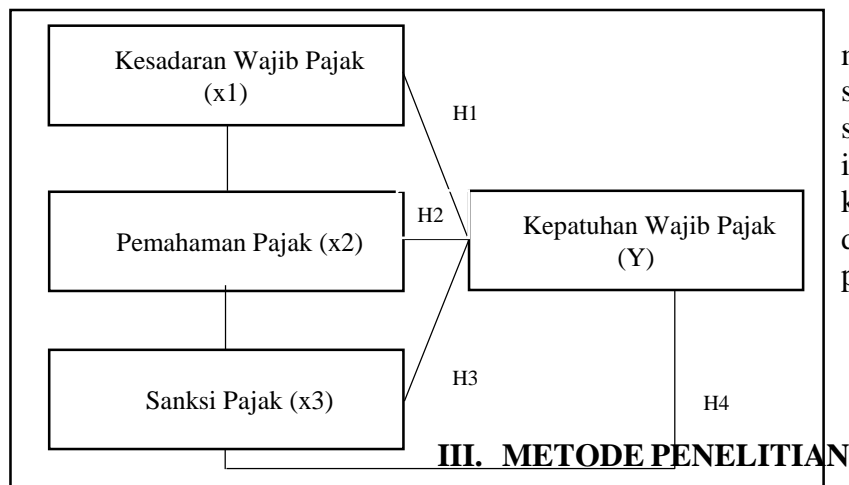 Kesadaran Wajib Pajak
(x1)
H1
H2
Pemahaman Pajak (x2)
Kepatuhan Wajib Pajak
(Y)
H3
Sanksi Pajak (x3)
H4
III. METODE PENELITIAN